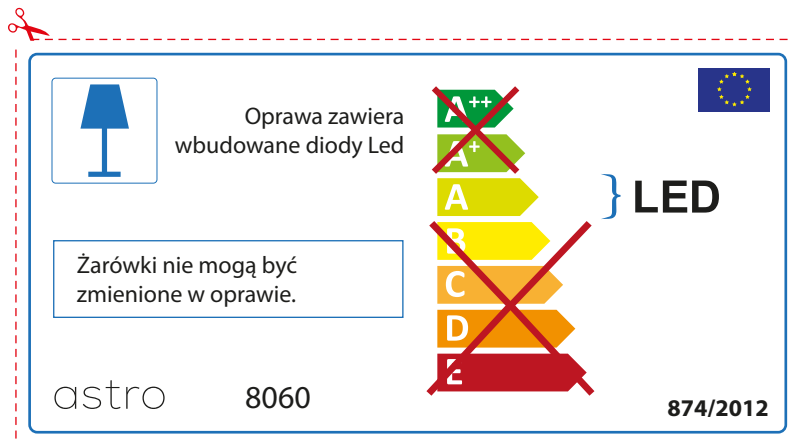 Oprawa zawiera
wbudowane diody Led
A++
A+
A
B
C
D
E
LED
Żarówki nie mogą być
zmienione w oprawie.
astro
8060
874/2012